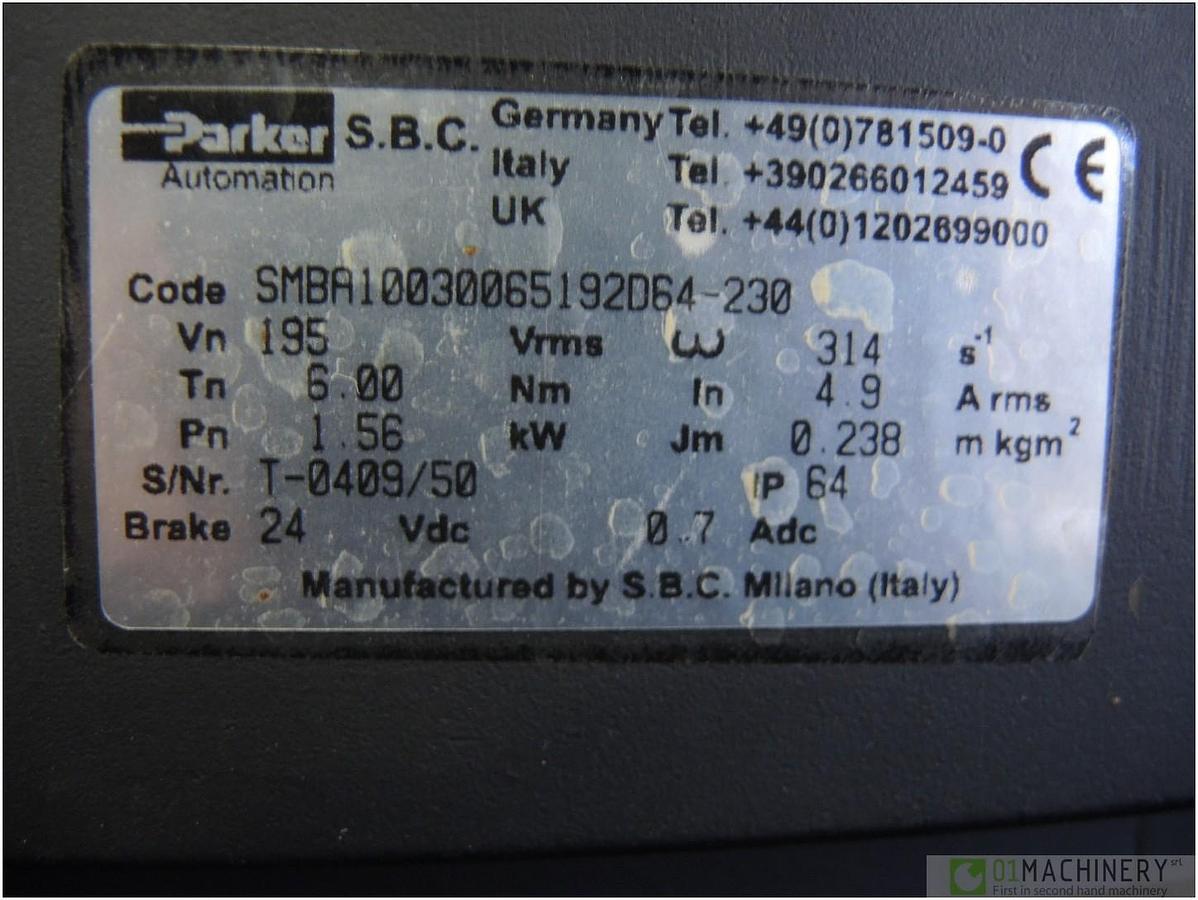 Parker S.B.C. Germany Tel. +49(0)781509-0 CE
Automation Italy Tel. +390266012459
UK Tel. +44(0)1202699000
Code SMBA10030065192D64-230
Vn 195 Vrms ω 314 s⁻¹
Tn 6.00 Nm In 4.9 A rms
Pn 1.56 kW Jm 0.238 m kgm²
S/Nr. T-0409/50 IP 64
Brake 24 Vdc 0.7 Adc
Manufactured by S.B.C. Milano (Italy)
01MACHINERY srl
First in second hand machinery